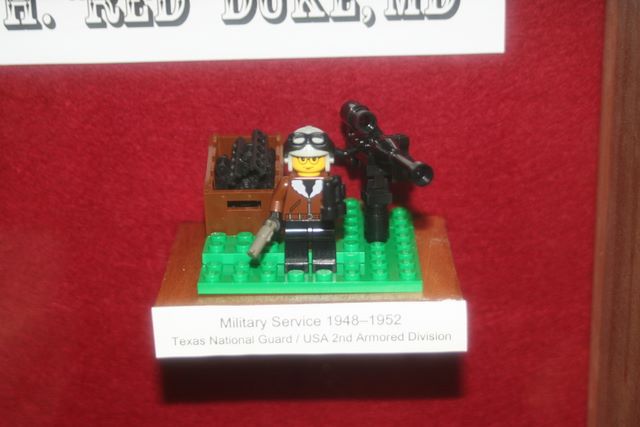 H. "RED" DUKE, MD
Military Service 1948–1952
Texas National Guard / USA 2nd Armored Division